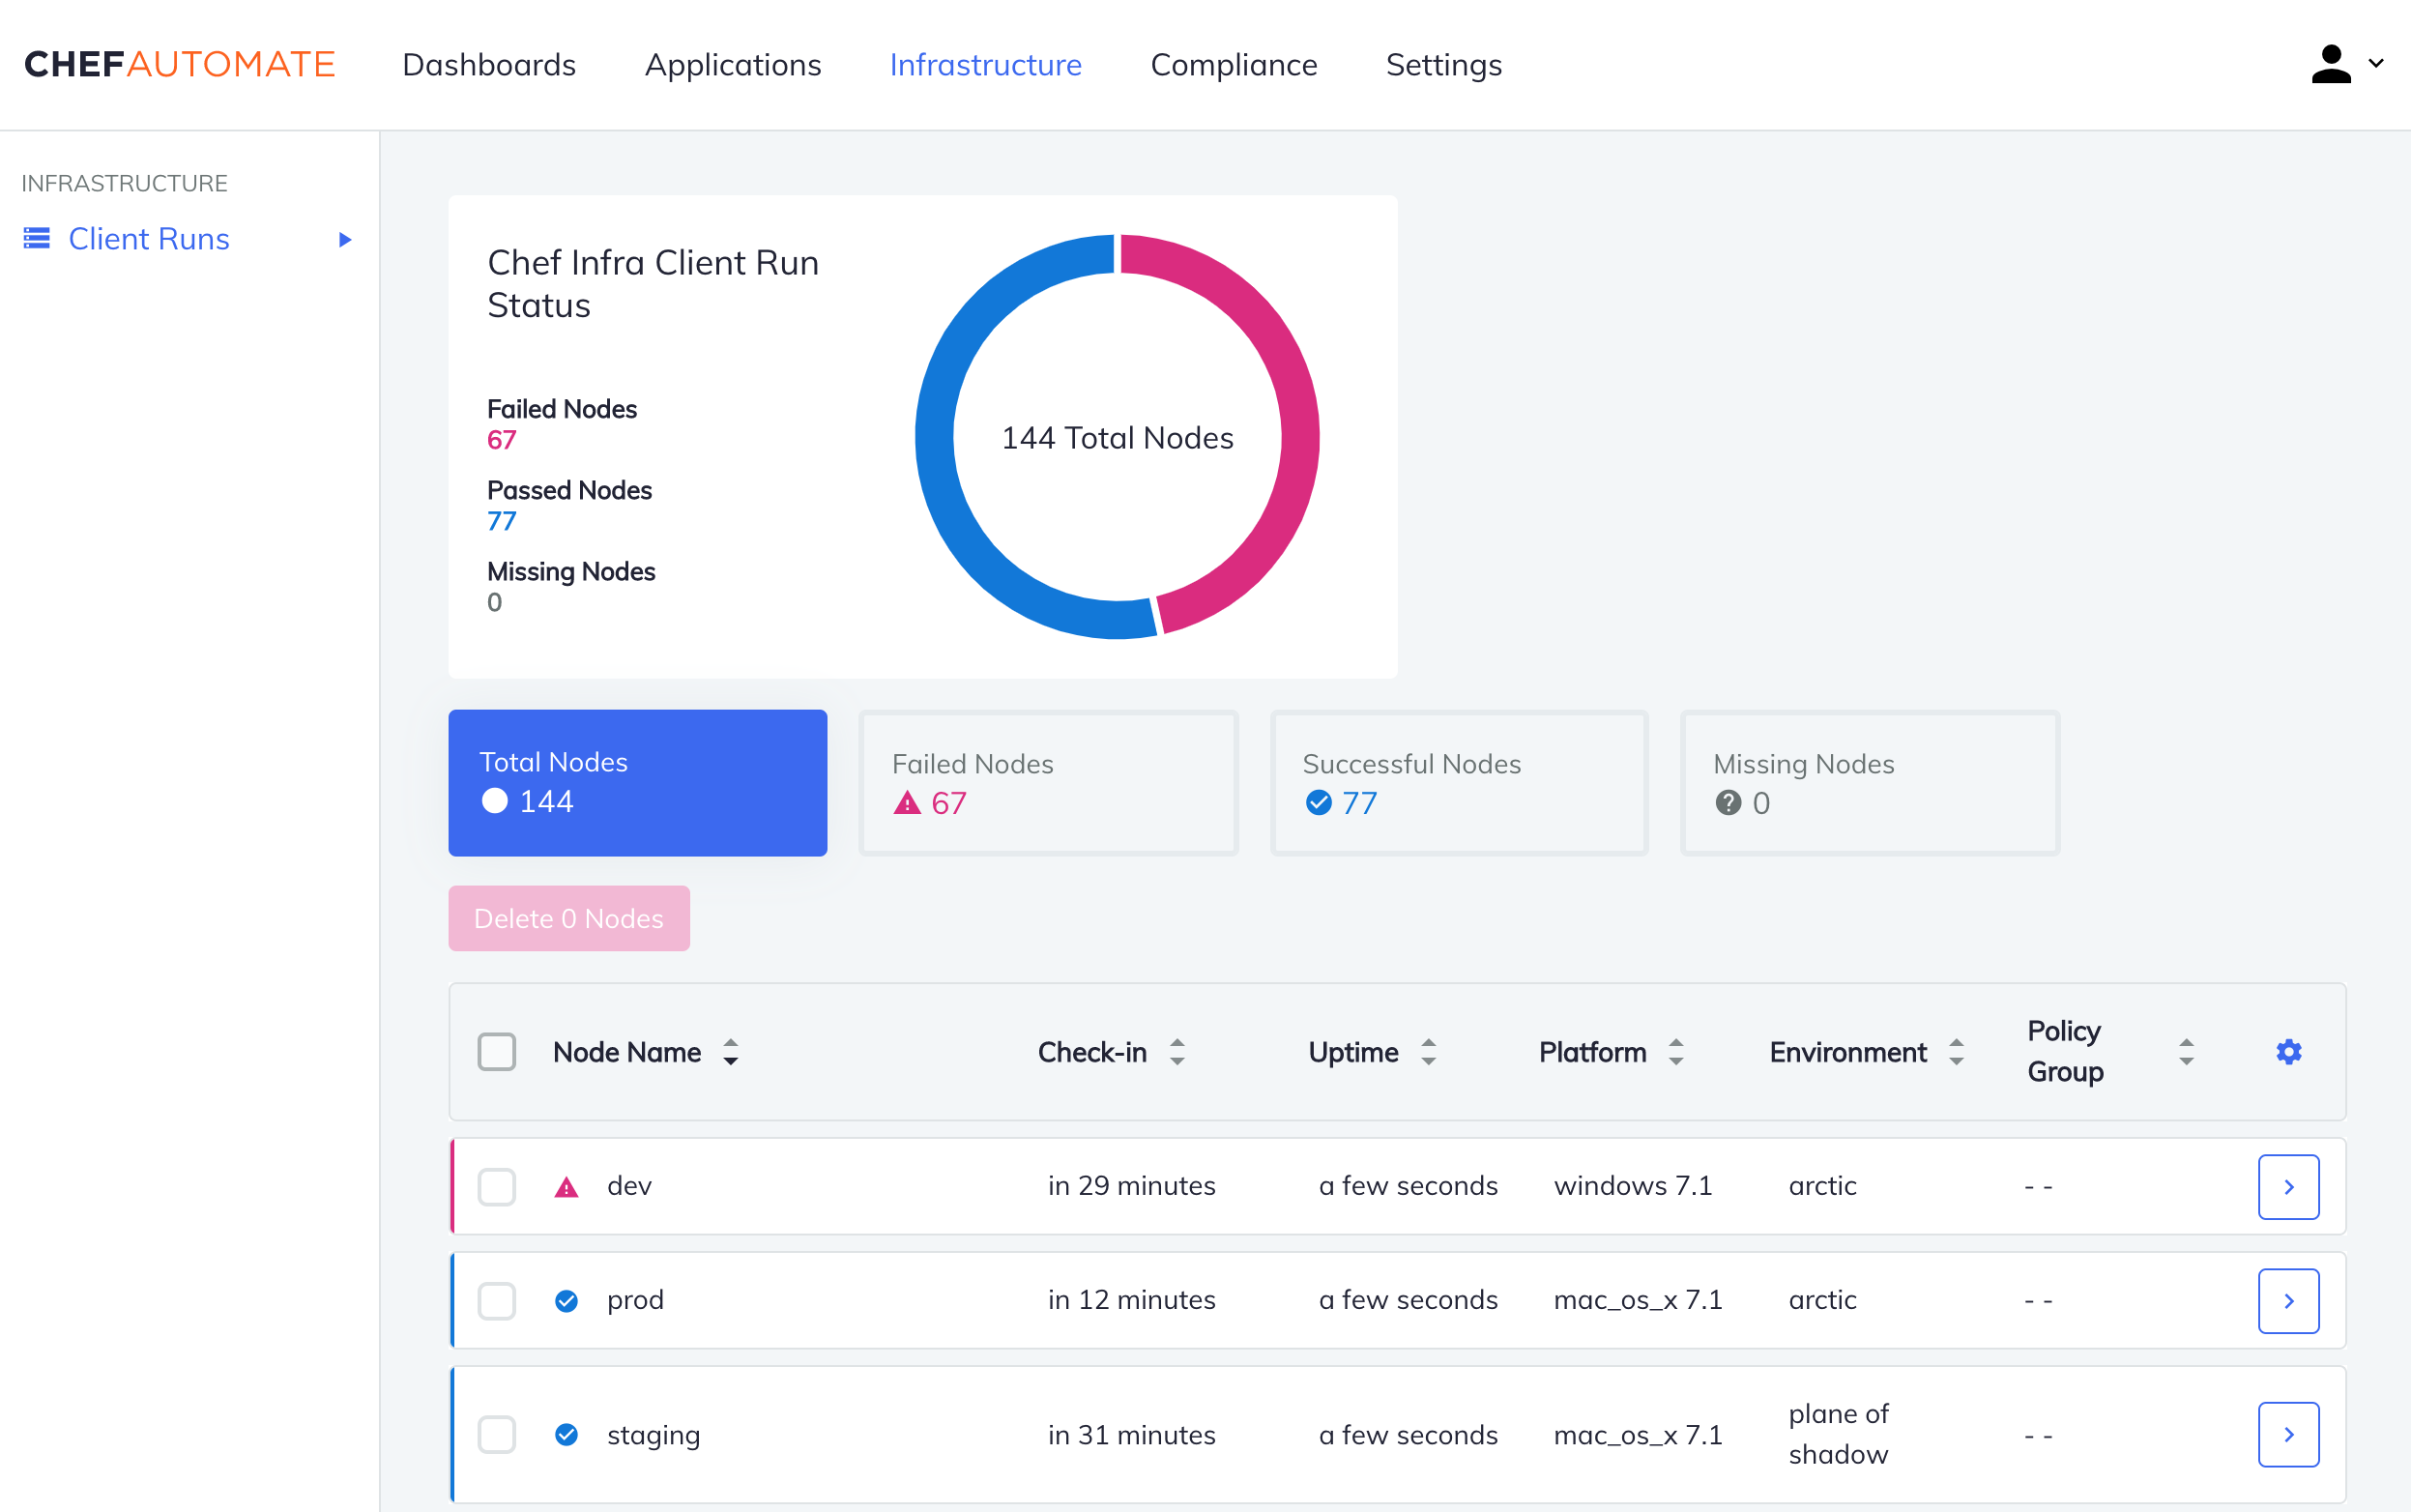 CHEFAUTOMATE Dashboards Applications Infrastructure Compliance Settings
INFRASTRUCTURE
Client Runs
Chef Infra Client Run
Status
Failed Nodes
67
Passed Nodes
77
Missing Nodes
0
144 Total Nodes
Total Nodes
144
Failed Nodes
67
Successful Nodes
77
Missing Nodes
0
Delete 0 Nodes
Node Name Check-in Uptime Platform Environment Policy Group
dev in 29 minutes a few seconds windows 7.1 arctic - -
prod in 12 minutes a few seconds mac_os_x 7.1 arctic - -
staging in 31 minutes a few seconds mac_os_x 7.1 plane of shadow - -